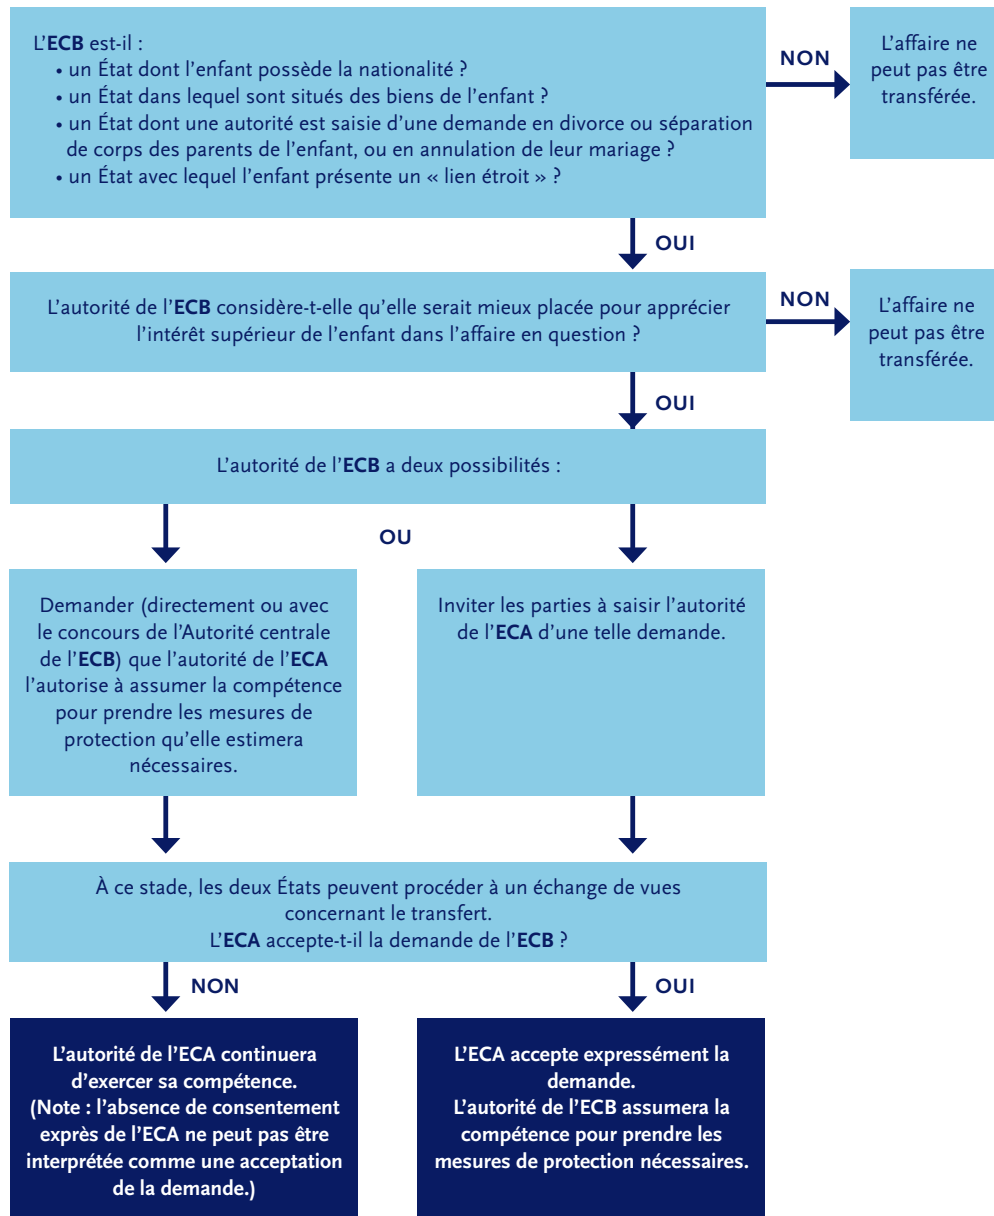 L'ECB est-il :
• un État dont l'enfant possède la nationalité ?
• un État dans lequel sont situés des biens de l'enfant ?
• un État dont une autorité est saisie d'une demande en divorce ou séparation
de corps des parents de l'enfant, ou en annulation de leur mariage ?
• un État avec lequel l'enfant présente un « lien étroit » ?
NON
L'affaire ne
peut pas être
transférée.
OUI
L'autorité de l'ECB considère-t-elle qu'elle serait mieux placée pour apprécier
l'intérêt supérieur de l'enfant dans l'affaire en question ?
NON
L'affaire ne
peut pas être
transférée.
OUI
L'autorité de l'ECB a deux possibilités :
OU
Demander (directement ou avec
le concours de l'Autorité centrale
de l'ECB) que l'autorité de l'ECA
l'autorise à assumer la compétence
pour prendre les mesures de
protection qu'elle estimera
nécessaires.
Inviter les parties à saisir l'autorité
de l'ECA d'une telle demande.
À ce stade, les deux États peuvent procéder à un échange de vues
concernant le transfert.
L'ECA accepte-t-il la demande de l'ECB ?
NON
OUI
L'autorité de l'ECA continuera
d'exercer sa compétence.
(Note : l'absence de consentement
exprès de l'ECA ne peut pas être
interprétée comme une acceptation
de la demande.)
L'ECA accepte expressément la
demande.
L'autorité de l'ECB assumera la
compétence pour prendre les
mesures de protection nécessaires.